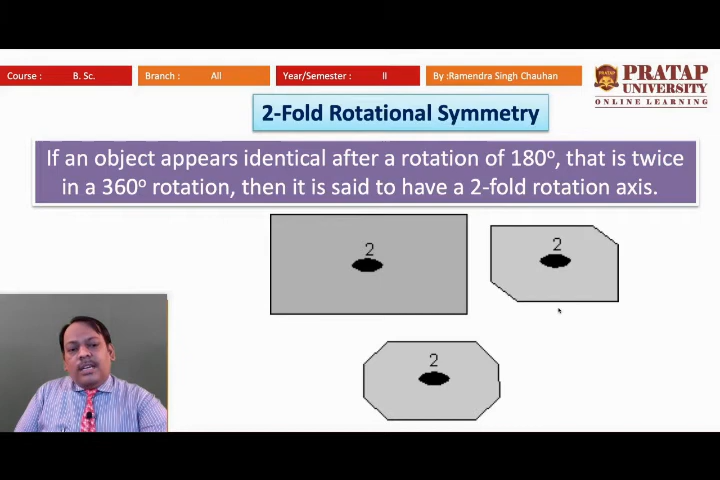 Course : B. Sc. Branch : All Year/Semester : II By :Ramendra Singh Chauhan
PRATAP
PRATAP
UNIVERSITY
ONLINE LEARNING
2-Fold Rotational Symmetry
If an object appears identical after a rotation of 180º, that is twice
in a 360º rotation, then it is said to have a 2-fold rotation axis.
2
2
2